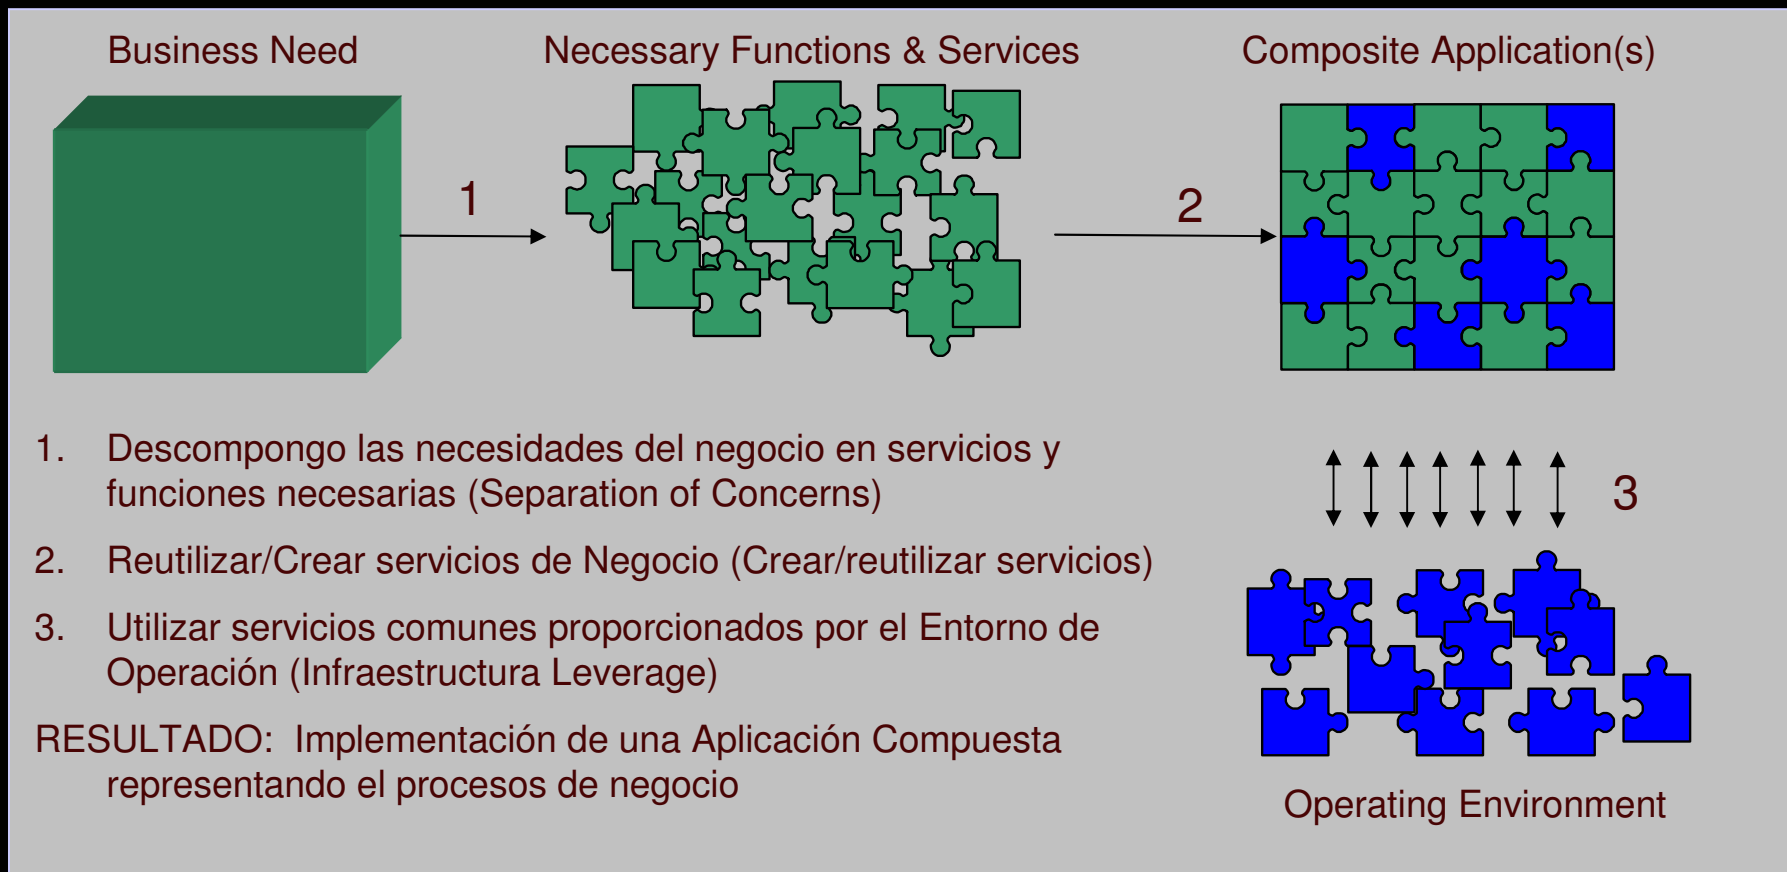 Business Need
Necessary Functions & Services
Composite Application(s)
1
2
1. Descompongo las necesidades del negocio en servicios y
funciones necesarias (Separation of Concerns)
2. Reutilizar/Crear servicios de Negocio (Crear/reutilizar servicios)
3. Utilizar servicios comunes proporcionados por el Entorno de
Operación (Infraestructura Leverage)
RESULTADO: Implementación de una Aplicación Compuesta
representando el procesos de negocio
3
Operating Environment